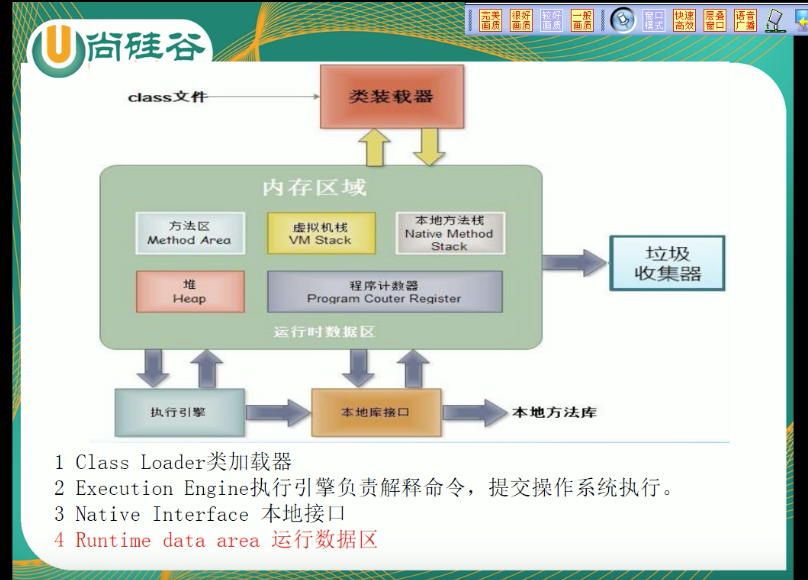 完美 很好 较好 一般 窗口 快速 层叠 语音
画质 画质 画质 画质 模式 高效 窗口 广播
尚硅谷
class文件
类装载器
内存区域
方法区
Method Area
虚拟机栈
VM Stack
本地方法栈
Native Method
Stack
堆
Heap
程序计数器
Program Couter Register
运行时数据区
垃圾
收集器
执行引擎
本地库接口
本地方法库
1 Class Loader类加载器
2 Execution Engine执行引擎负责解释命令，提交操作系统执行。
3 Native Interface 本地接口
4 Runtime data area 运行数据区